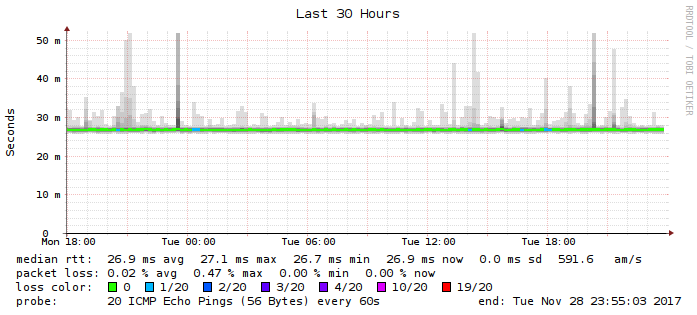 Last 30 Hours
RRDTOOL / TOBI OETIKER
Seconds
50 m
40 m
30 m
20 m
10 m
0
Mon 18:00 Tue 00:00 Tue 06:00 Tue 12:00 Tue 18:00
median rtt: 26.9 ms avg 27.1 ms max 26.7 ms min 26.9 ms now 0.0 ms sd 591.6 am/s
packet loss: 0.02 % avg 0.47 % max 0.00 % min 0.00 % now
loss color: 0 1/20 2/20 3/20 4/20 10/20 19/20
probe: 20 ICMP Echo Pings (56 Bytes) every 60s end: Tue Nov 28 23:55:03 2017